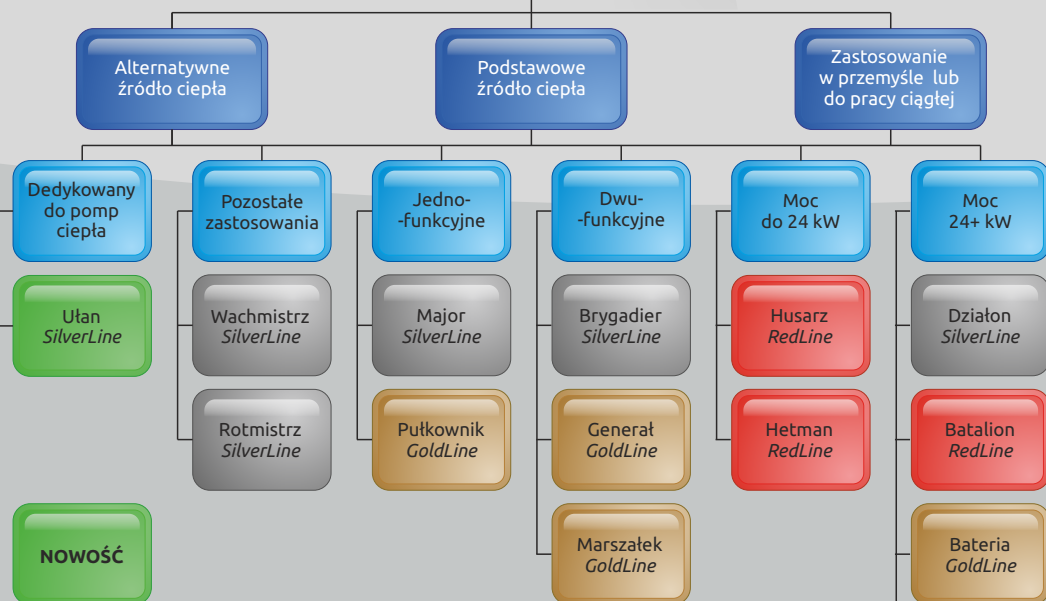 Alternatywne
źródło ciepła
Podstawowe
źródło ciepła
Zastosowanie
w przemyśle lub
do pracy ciągłej
Dedykowany
do pomp
ciepła
Pozostałe
zastosowania
Jedno-
-funkcyjne
Dwu-
-funkcyjne
Moc
do 24 kW
Moc
24+ kW
Ułan
SilverLine
Wachmistrz
SilverLine
Major
SilverLine
Brygadier
SilverLine
Husarz
RedLine
Działon
SilverLine
Rotmistrz
SilverLine
Pułkownik
GoldLine
Generał
GoldLine
Hetman
RedLine
Batalion
RedLine
NOWOŚĆ
Marszałek
GoldLine
Bateria
GoldLine